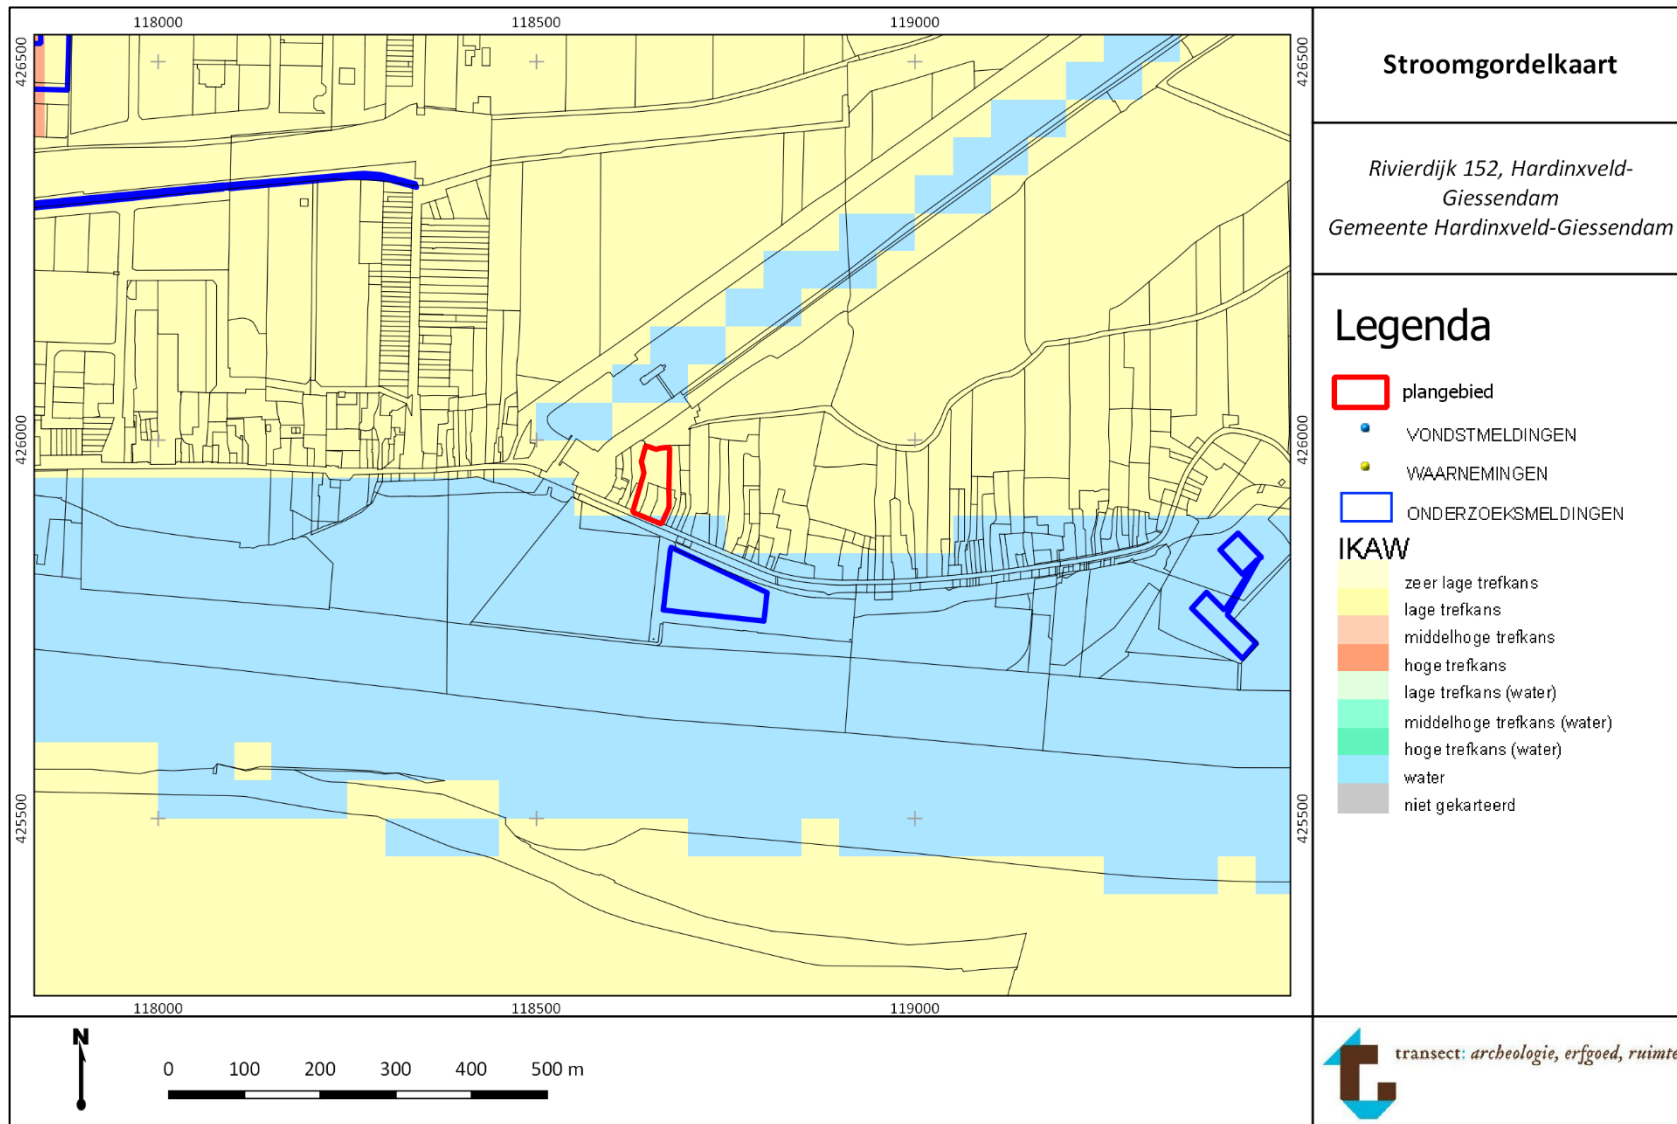 118000
118500
119000
426500
426500
426000
426000
425500
425500
118000
118500
119000
Stroomgordelkaart
Rivierdijk 152, Hardinxveld-
Giessendam
Gemeente Hardinxveld-Giessendam
Legenda
plangebied
VONDSTMELDINGEN
WAARNEMINGEN
ONDERZOEKSMELDINGEN
IKAW
zeer lage trefkans
lage trefkans
middelhoge trefkans
hoge trefkans
lage trefkans (water)
middelhoge trefkans (water)
hoge trefkans (water)
water
niet gekarteerd
N
0 100 200 300 400 500 m
transect: archeologie, erfgoed, ruimte